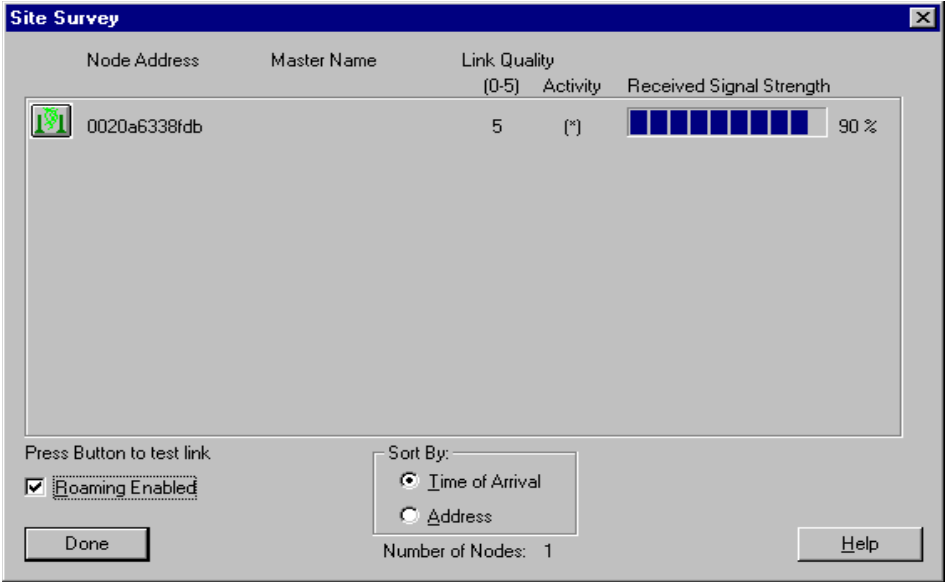 Site Survey
Node Address Master Name Link Quality
(0-5) Activity Received Signal Strength
0020a6338fdb 5 (*) 90 %
Press Button to test link
Sort By:
Roaming Enabled
Time of Arrival
Address
Done
Number of Nodes: 1
Help